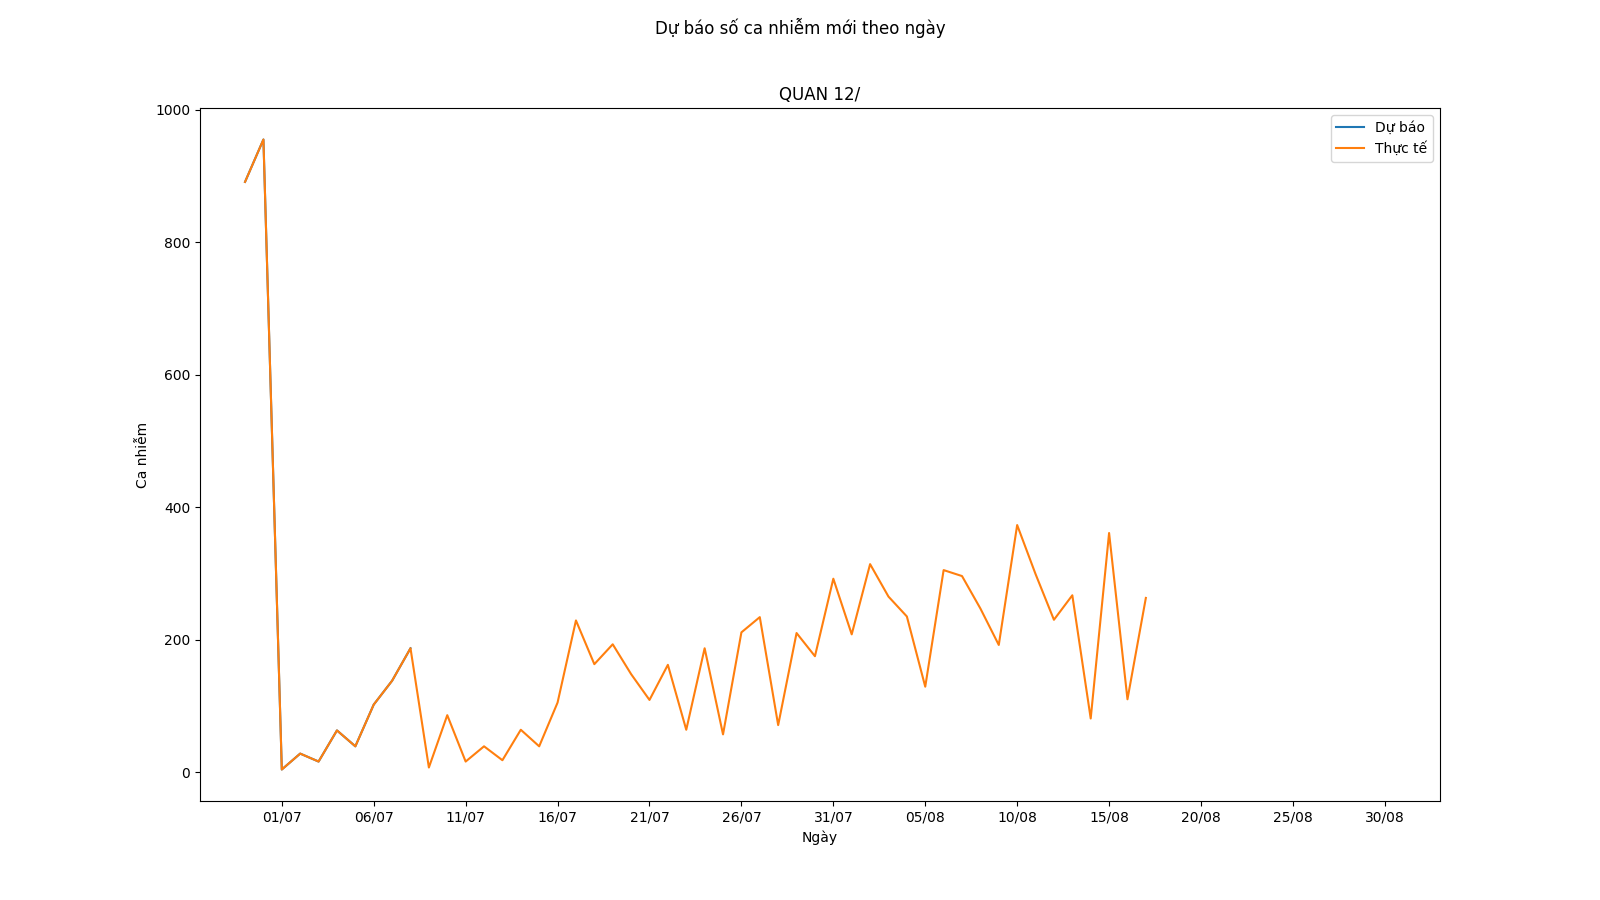 Dự báo số ca nhiễm mới theo ngày
QUAN 12/
Dự báo
Thực tế
Ca nhiễm
1000
800
600
400
200
0
01/07 06/07 11/07 16/07 21/07 26/07 31/07 05/08 10/08 15/08 20/08 25/08 30/08
Ngày